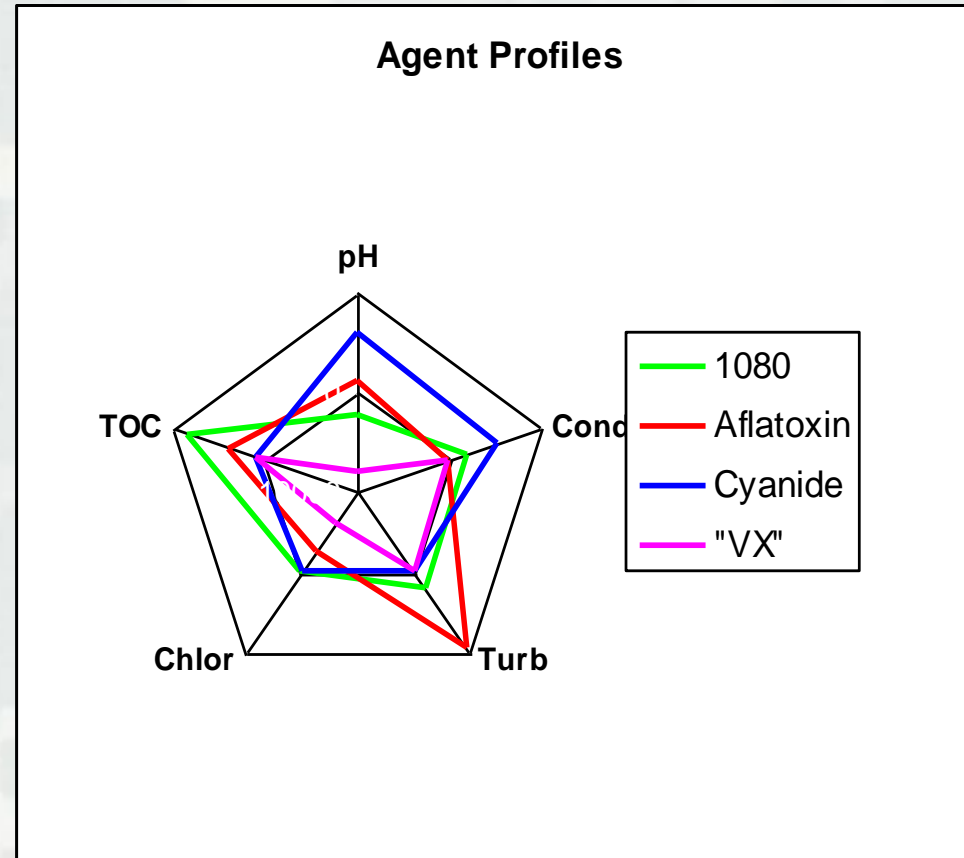 Agent Profiles
pH
TOC
Cond
Chlor
Turb
1080
Aflatoxin
Cyanide
"VX"